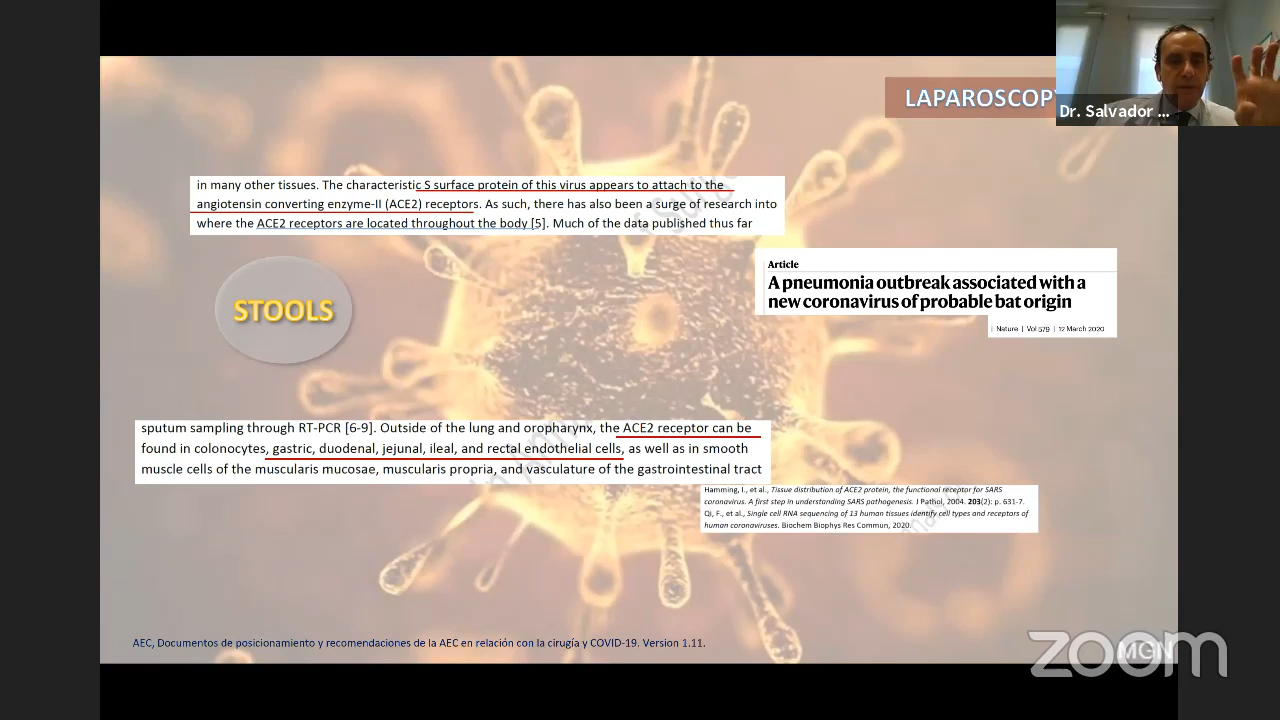 LAPAROSCOPY
Dr. Salvador ...
in many other tissues. The characteristic S surface protein of this virus appears to attach to the
angiotensin converting enzyme-II (ACE2) receptors. As such, there has also been a surge of research into
where the ACE2 receptors are located throughout the body [5]. Much of the data published thus far
STOOLS
Article
A pneumonia outbreak associated with a
new coronavirus of probable bat origin
| Nature | Vol 579 | 12 March 2020
sputum sampling through RT-PCR [6-9]. Outside of the lung and oropharynx, the ACE2 receptor can be
found in colonocytes, gastric, duodenal, jejunal, ileal, and rectal endothelial cells, as well as in smooth
muscle cells of the muscularis mucosae, muscularis propria, and vasculature of the gastrointestinal tract
Hamming, I., et al., Tissue distribution of ACE2 protein, the functional receptor for SARS
coronavirus. A first step in understanding SARS pathogenesis. J Pathol, 2004. 203(2): p. 631-7.
Qi, F., et al., Single cell RNA sequencing of 13 human tissues identify cell types and receptors of
human coronaviruses. Biochem Biophys Res Commun, 2020.
AEC, Documentos de posicionamiento y recomendaciones de la AEC en relación con la cirugía y COVID-19. Version 1.11.
zoom
MGN